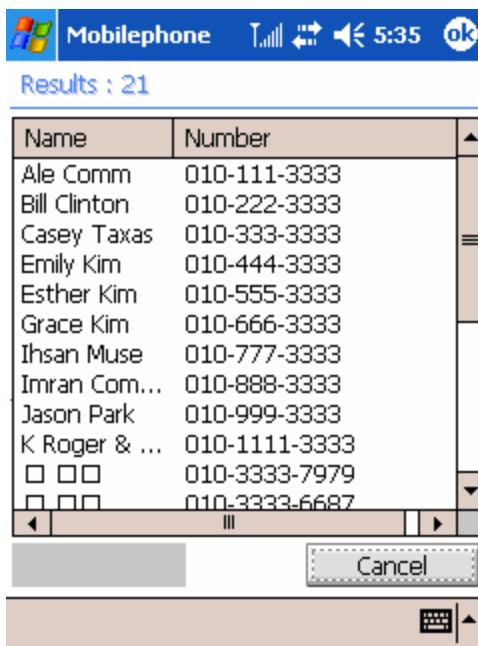 Mobilephone 5:35 ok
Results : 21
Name Number
Ale Comm 010-111-3333
Bill Clinton 010-222-3333
Casey Taxas 010-333-3333
Emily Kim 010-444-3333
Esther Kim 010-555-3333
Grace Kim 010-666-3333
Ihsan Muse 010-777-3333
Imran Com... 010-888-3333
Jason Park 010-999-3333
K Roger & ... 010-1111-3333
□ □□ 010-3333-7979
□ □□ 010-3333-6687
Cancel